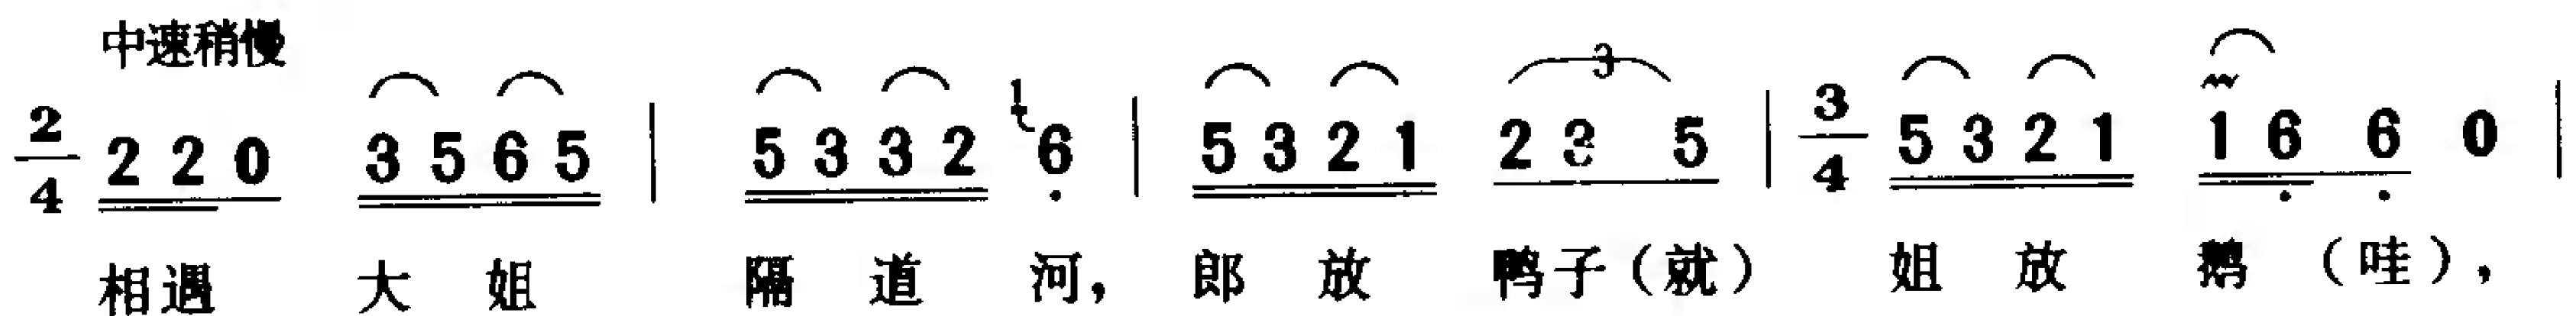 中速稍慢
2/4 2 2 0 3 5 6 5 | 5 3 3 2 1 6 | 5 3 2 1 2 3 5 | 3/4 5 3 2 1 1 6 6 0 |
3
相遇 大 姐 隔 道 河, 郎 放 鸭子(就) 姐 放 鹅 (哇),